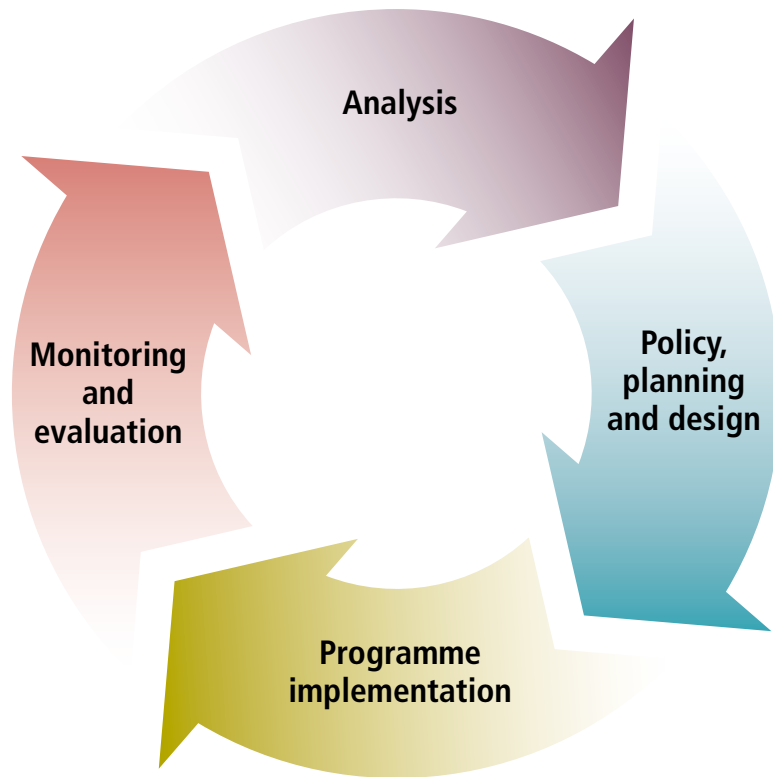 Analysis
Policy,
planning
and design
Programme
implementation
Monitoring
and
evaluation